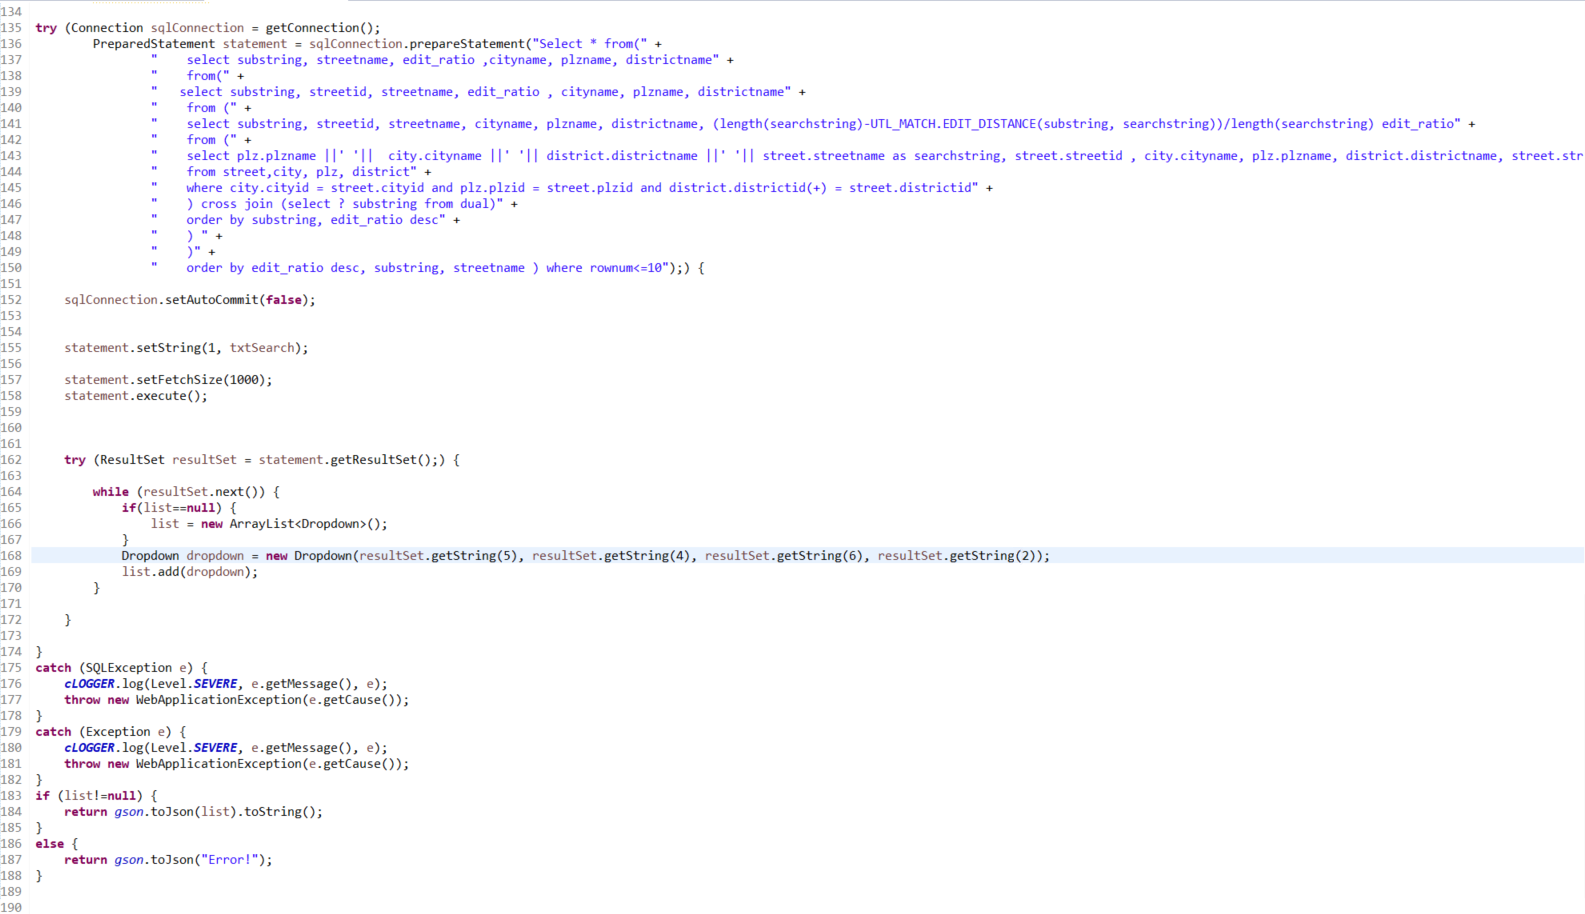 134
135 try (Connection sqlConnection = getConnection();
136         PreparedStatement statement = sqlConnection.prepareStatement("Select * from(" +
137                 "    select substring, streetname, edit_ratio ,cityname, plzname, districtname" +
138                 "    from(" +
139                 "   select substring, streetid, streetname, edit_ratio , cityname, plzname, districtname" +
140                 "    from (" +
141                 "    select substring, streetid, streetname, cityname, plzname, districtname, (length(searchstring)-UTL_MATCH.EDIT_DISTANCE(substring, searchstring))/length(searchstring) edit_ratio" +
142                 "    from (" +
143                 "    select plz.plzname ||' '||  city.cityname ||' '|| district.districtname ||' '|| street.streetname as searchstring, street.streetid , city.cityname, plz.plzname, district.districtname, street.str
144                 "    from street,city, plz, district" +
145                 "    where city.cityid = street.cityid and plz.plzid = street.plzid and district.districtid(+) = street.districtid" +
146                 "    ) cross join (select ? substring from dual)" +
147                 "    order by substring, edit_ratio desc" +
148                 "    ) " +
149                 "    )" +
150                 "    order by edit_ratio desc, substring, streetname ) where rownum<=10");) {
151
152     sqlConnection.setAutoCommit(false);
153
154
155     statement.setString(1, txtSearch);
156
157     statement.setFetchSize(1000);
158     statement.execute();
159
160
161
162     try (ResultSet resultSet = statement.getResultSet();) {
163
164         while (resultSet.next()) {
165             if(list==null) {
166                 list = new ArrayList<Dropdown>();
167             }
168             Dropdown dropdown = new Dropdown(resultSet.getString(5), resultSet.getString(4), resultSet.getString(6), resultSet.getString(2));
169             list.add(dropdown);
170         }
171
172     }
173
174 }
175 catch (SQLException e) {
176     cLOGGER.log(Level.SEVERE, e.getMessage(), e);
177     throw new WebApplicationException(e.getCause());
178 }
179 catch (Exception e) {
180     cLOGGER.log(Level.SEVERE, e.getMessage(), e);
181     throw new WebApplicationException(e.getCause());
182 }
183 if (list!=null) {
184     return gson.toJson(list).toString();
185 }
186 else {
187     return gson.toJson("Error!");
188 }
189
190